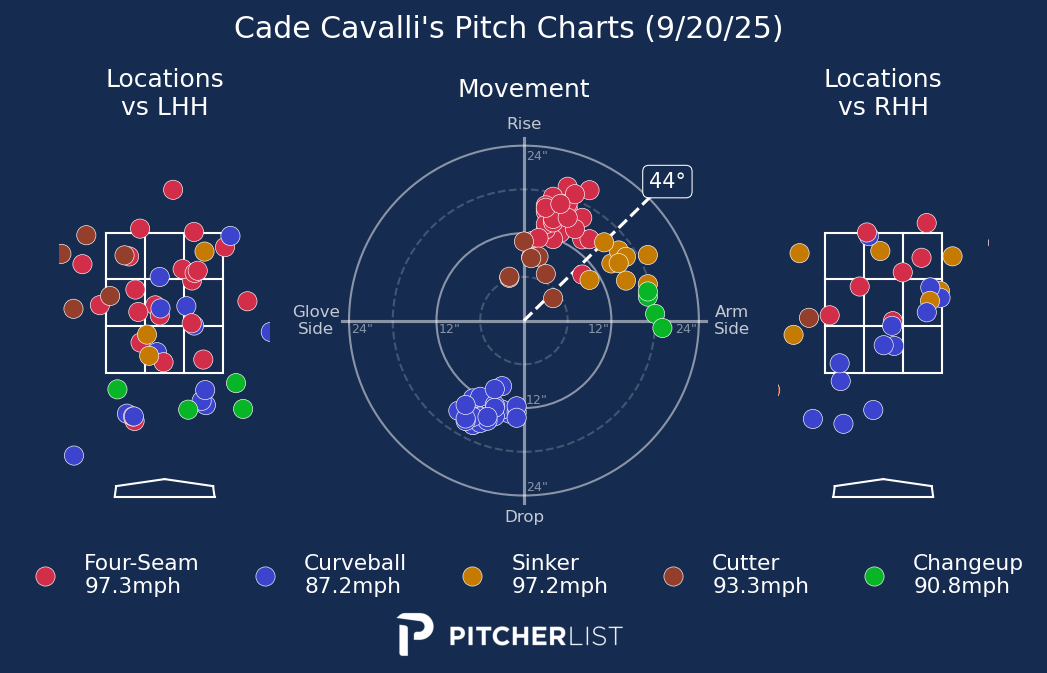 Cade Cavalli's Pitch Charts (9/20/25)
Locations
vs LHH
Movement
Locations
vs RHH
Rise
24"
44°
Glove
Side
24"
12"
12"
24"
Arm
Side
12"
24"
Drop
Four-Seam
97.3mph
Curveball
87.2mph
Sinker
97.2mph
Cutter
93.3mph
Changeup
90.8mph
PITCHERLIST